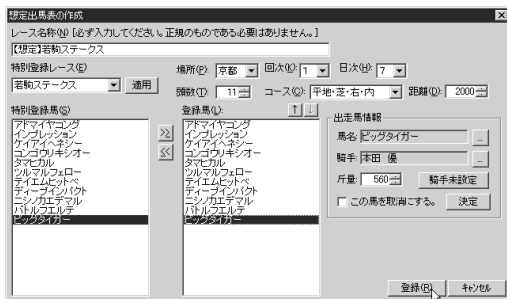 想定出馬表の作成
レース名称(N) [必ず入力してください。正規のものである必要はありません。]
【想定】若駒ステークス
特別登録レース(E)
若駒ステークス
適用
場所(P): 京都
回次(K): 1
日次(H): 7
頭数(T): 11
コース(C): 平地・芝・右・内
距離(D): 2000
特別登録馬(S)
アドマイヤコング
インプレッション
ケイアイヘネシー
コンゴウリキシオー
タマヒカル
ツルマルフェロー
テイエムヒットベ
ディープインパクト
ニシノカエデマル
バトルフエルテ
ビッグタイガー
登録馬(L):
↑ ↓
アドマイヤコング
インプレッション
ケイアイヘネシー
コンゴウリキシオー
タマヒカル
ツルマルフェロー
テイエムヒットベ
ディープインパクト
ニシノカエデマル
バトルフエルテ
ビッグタイガー
>>
<<
出走馬情報
馬名: ビッグタイガー
..
騎手: 本田 優
..
斤量: 560
騎手未設定
この馬を取消にする。
決定
登録(R)
キャンセル